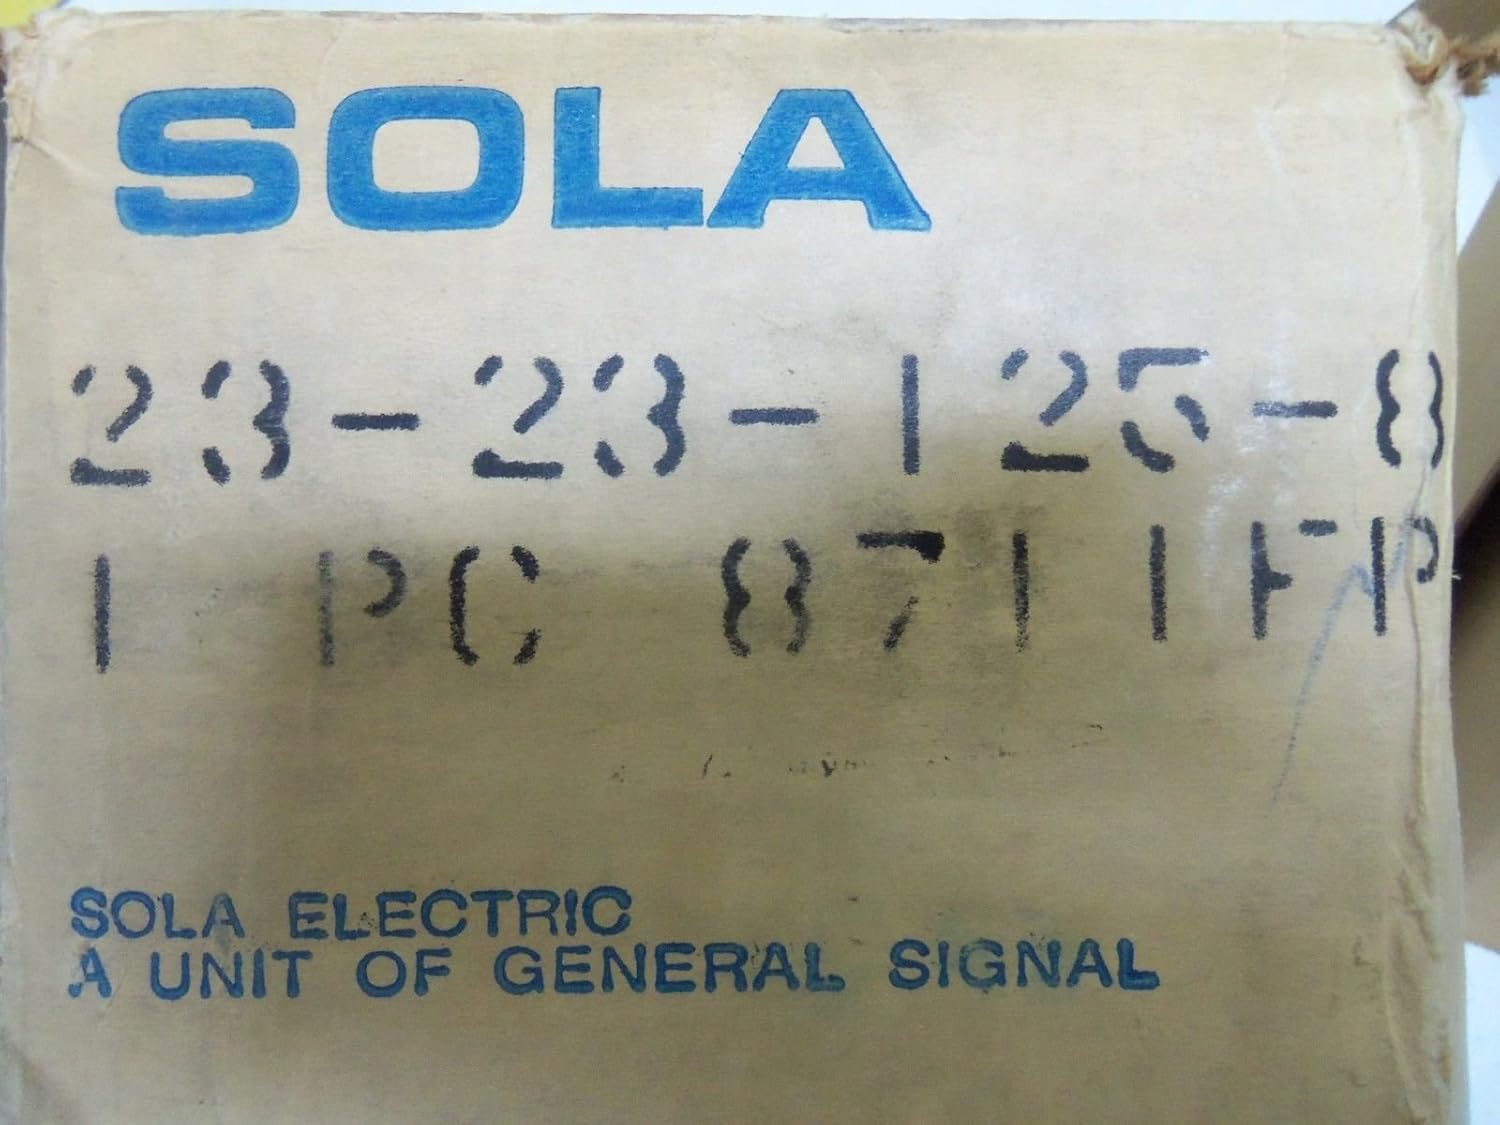 SOLA
23-23-125-8
1 PC 8711FP
SOLA ELECTRIC
A UNIT OF GENERAL SIGNAL